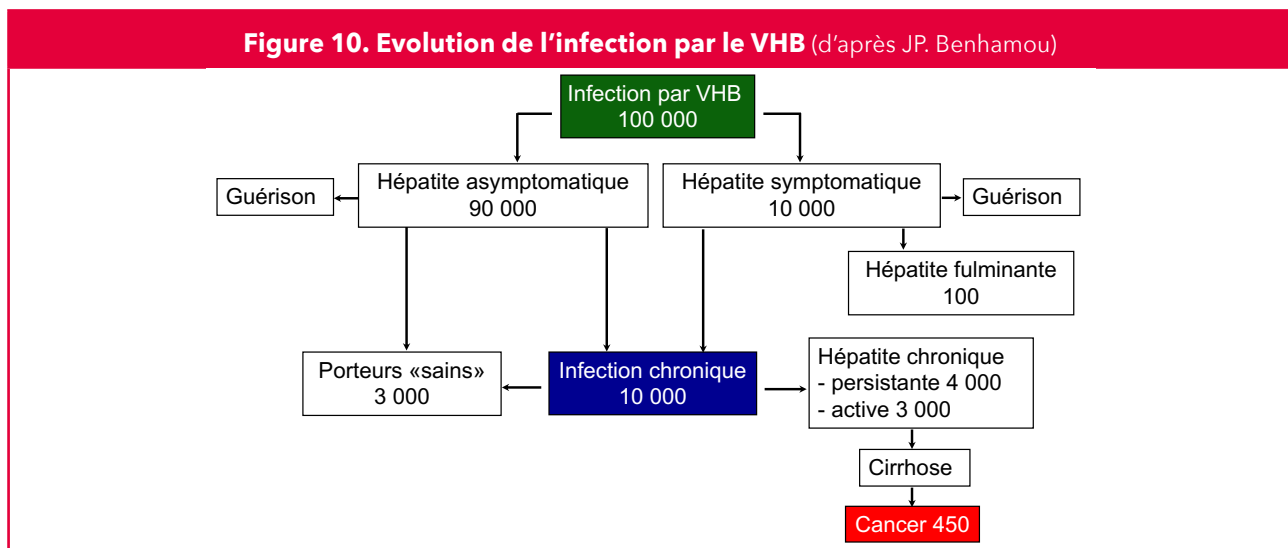 Figure 10. Evolution de l’infection par le VHB (d’après JP. Benhamou)
Infection par VHB
100 000
Guérison
Hépatite asymptomatique
90 000
Hépatite symptomatique
10 000
Guérison
Hépatite fulminante
100
Porteurs «sains»
3 000
Infection chronique
10 000
Hépatite chronique
- persistante 4 000
- active 3 000
Cirrhose
Cancer 450